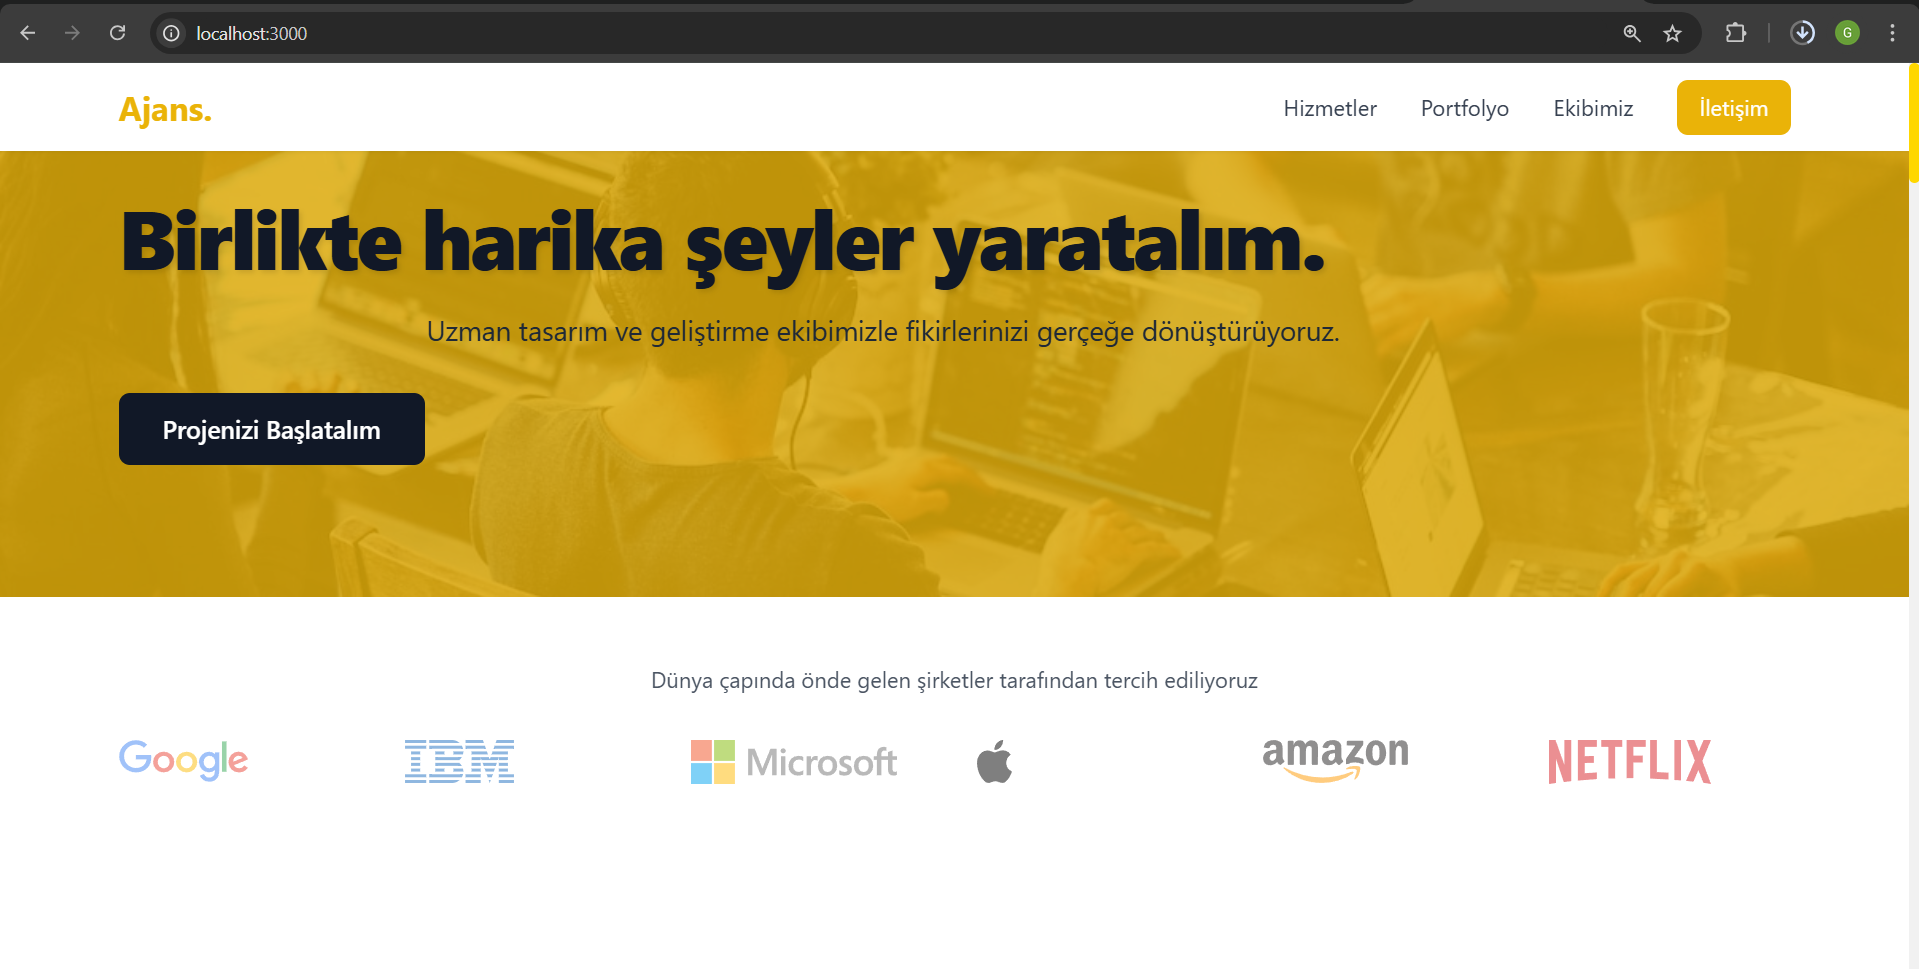 localhost:3000
G
Ajans.
Hizmetler Portfolyo Ekibimiz İletişim
Birlikte harika şeyler yaratalım.
Uzman tasarım ve geliştirme ekibimizle fikirlerinizi gerçeğe dönüştürüyoruz.
Projenizi Başlatalım
Dünya çapında önde gelen şirketler tarafından tercih ediliyoruz
Google IBM Microsoft amazon NETFLIX